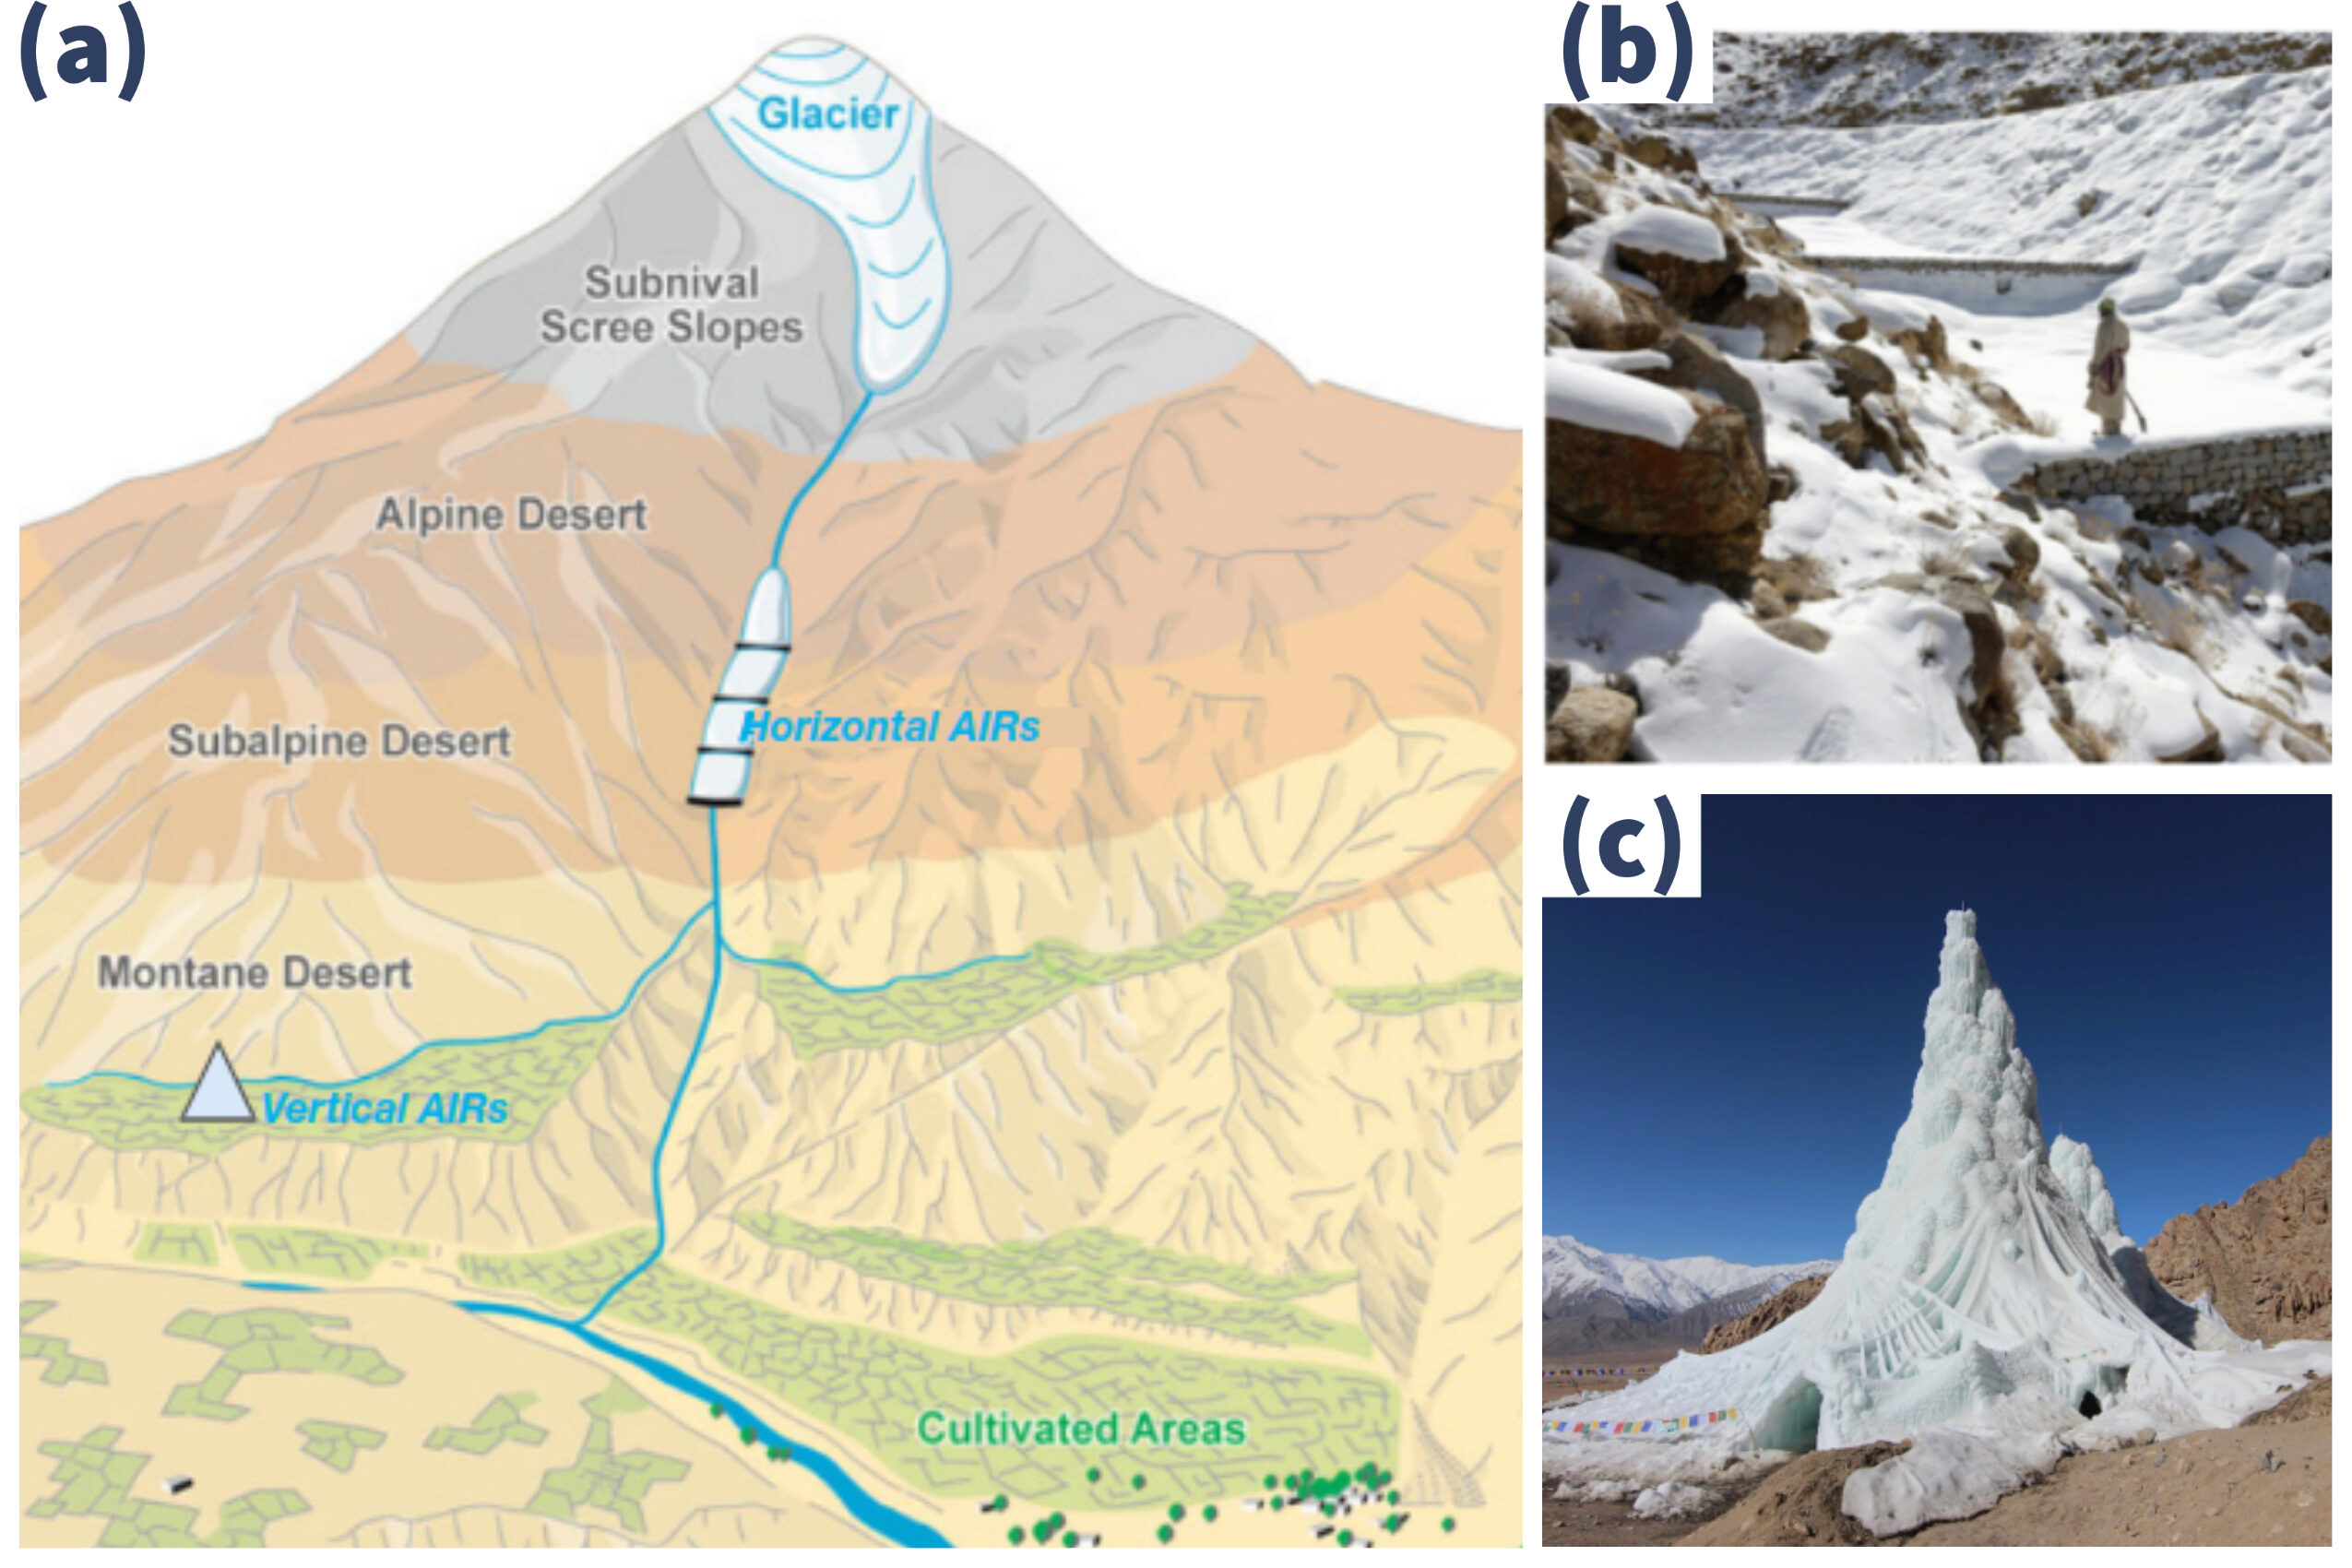 (a)
Glacier
Subnival
Scree Slopes
Alpine Desert
Subalpine Desert
Horizontal AIRs
Montane Desert
Vertical AIRs
Cultivated Areas
(b)
(c)